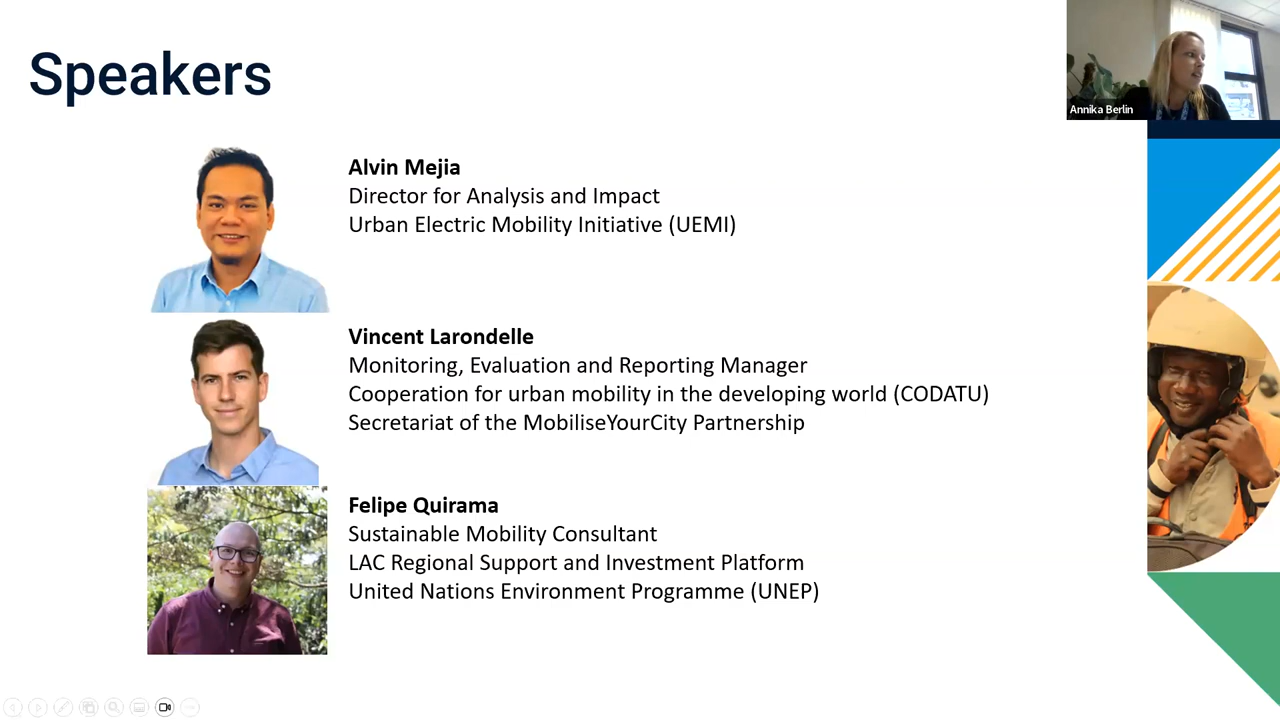 Speakers
Annika Berlin
Alvin Mejia
Director for Analysis and Impact
Urban Electric Mobility Initiative (UEMI)
Vincent Larondelle
Monitoring, Evaluation and Reporting Manager
Cooperation for urban mobility in the developing world (CODATU)
Secretariat of the MobiliseYourCity Partnership
Felipe Quirama
Sustainable Mobility Consultant
LAC Regional Support and Investment Platform
United Nations Environment Programme (UNEP)